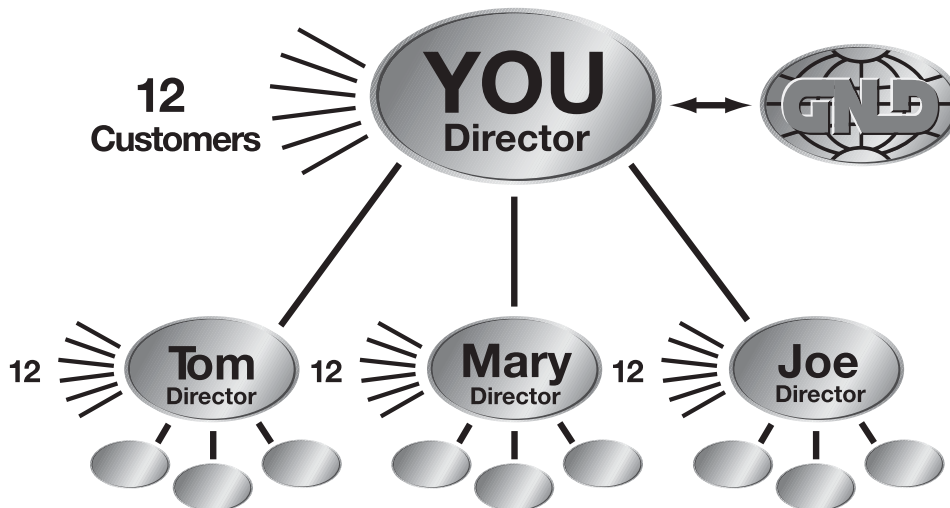 YOU
Director
12
Customers
GNLD
12
Tom
Director
12
Mary
Director
12
Joe
Director